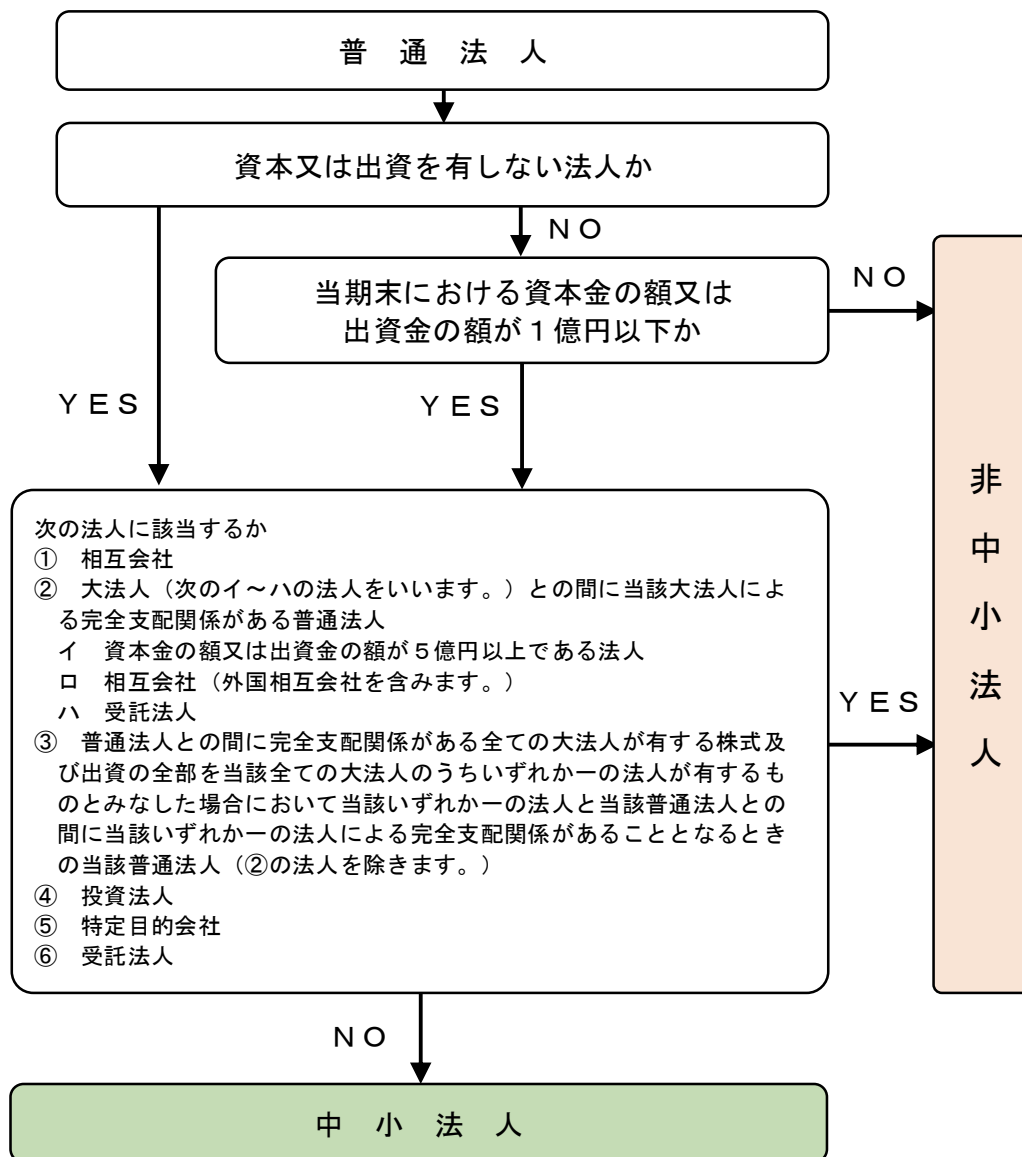 普通法人
資本又は出資を有しない法人か
NO
当期末における資本金の額又は
出資金の額が1億円以下か
NO
YES
YES
次の法人に該当するか
① 相互会社
② 大法人(次のイ~ハの法人をいいます。)との間に当該大法人によ
る完全支配関係がある普通法人
イ 資本金の額又は出資金の額が5億円以上である法人
ロ 相互会社(外国相互会社を含みます。)
ハ 受託法人
③ 普通法人との間に完全支配関係がある全ての大法人が有する株式及
び出資の全部を当該全ての大法人のうちいずれか一の法人が有するも
のとみなした場合において当該いずれか一の法人と当該普通法人との
間に当該いずれか一の法人による完全支配関係があることとなるとき
の当該普通法人(②の法人を除きます。)
④ 投資法人
⑤ 特定目的会社
⑥ 受託法人
YES
非中小法人
NO
中小法人